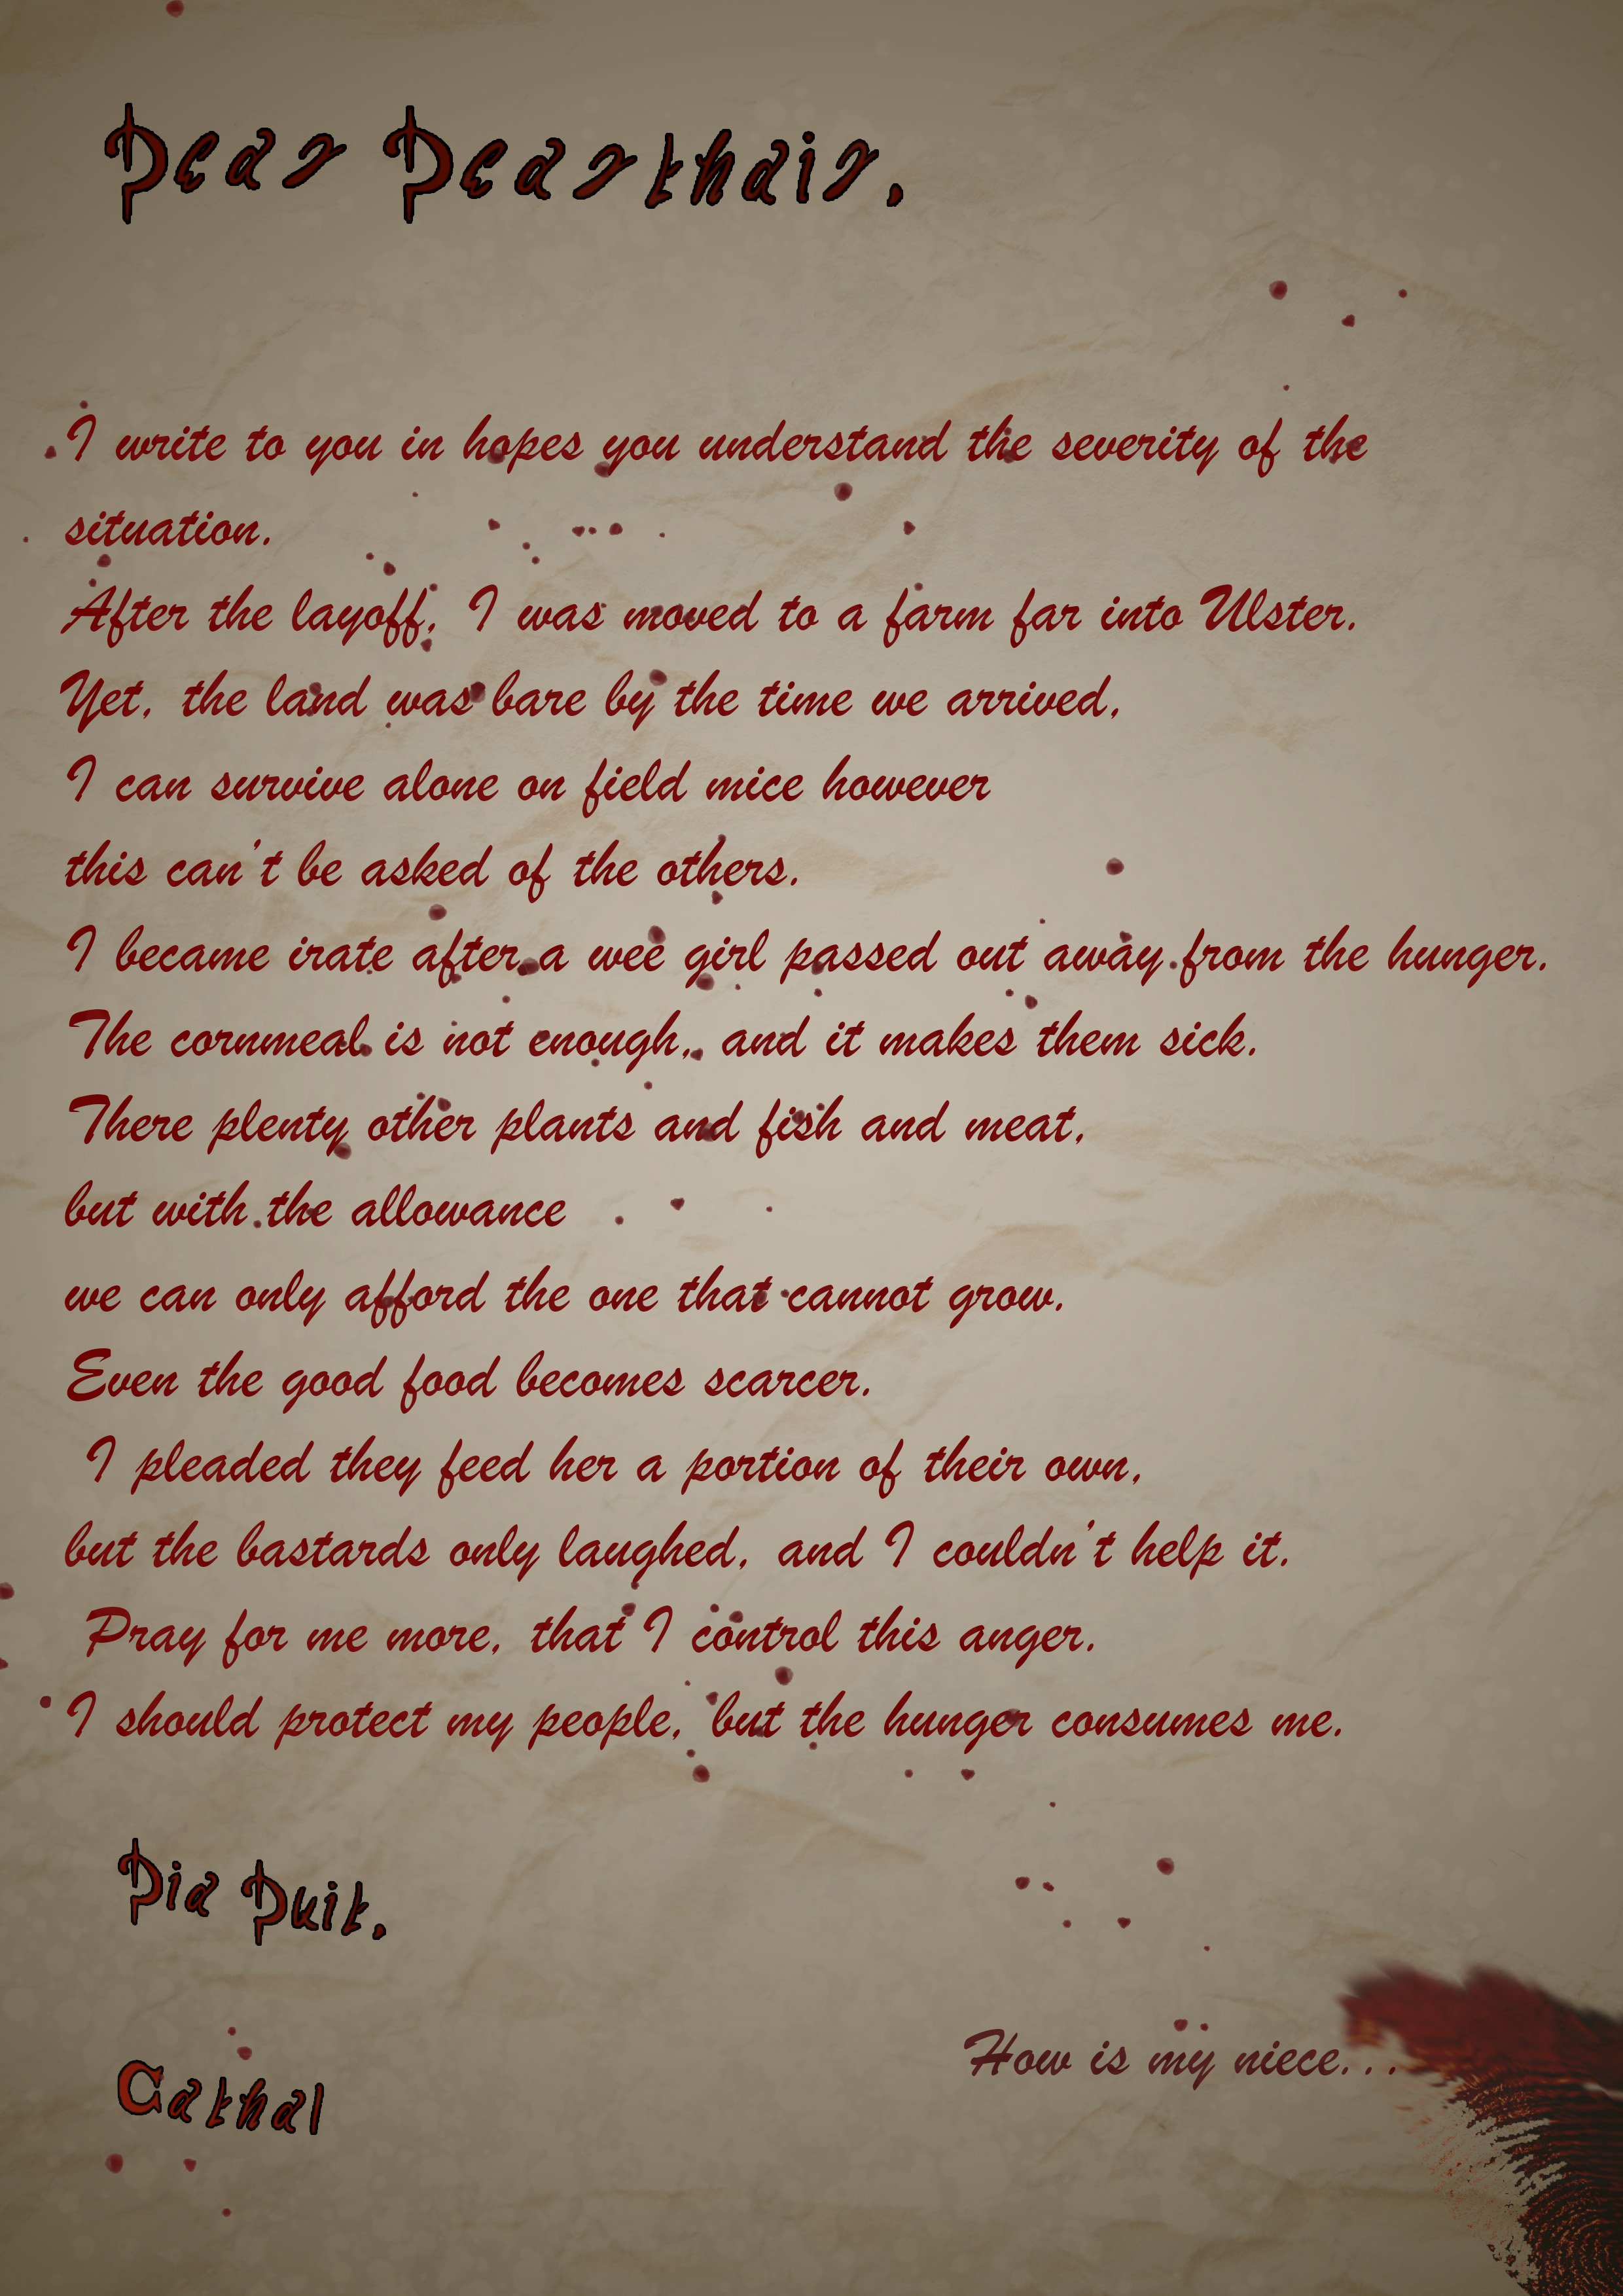 Dear Dearthair,
I write to you in hopes you understand the severity of the
situation.
After the layoff, I was moved to a farm far into Ulster.
Yet, the land was bare by the time we arrived,
I can survive alone on field mice however
this can't be asked of the others.
I became irate after a wee girl passed out away from the hunger.
The cornmeal is not enough, and it makes them sick.
There plenty other plants and fish and meat,
but with the allowance
we can only afford the one that cannot grow.
Even the good food becomes scarcer.
I pleaded they feed her a portion of their own,
but the bastards only laughed, and I couldn't help it.
Pray for me more, that I control this anger.
I should protect my people, but the hunger consumes me.
Dia Duit,
Cathal
How is my niece...